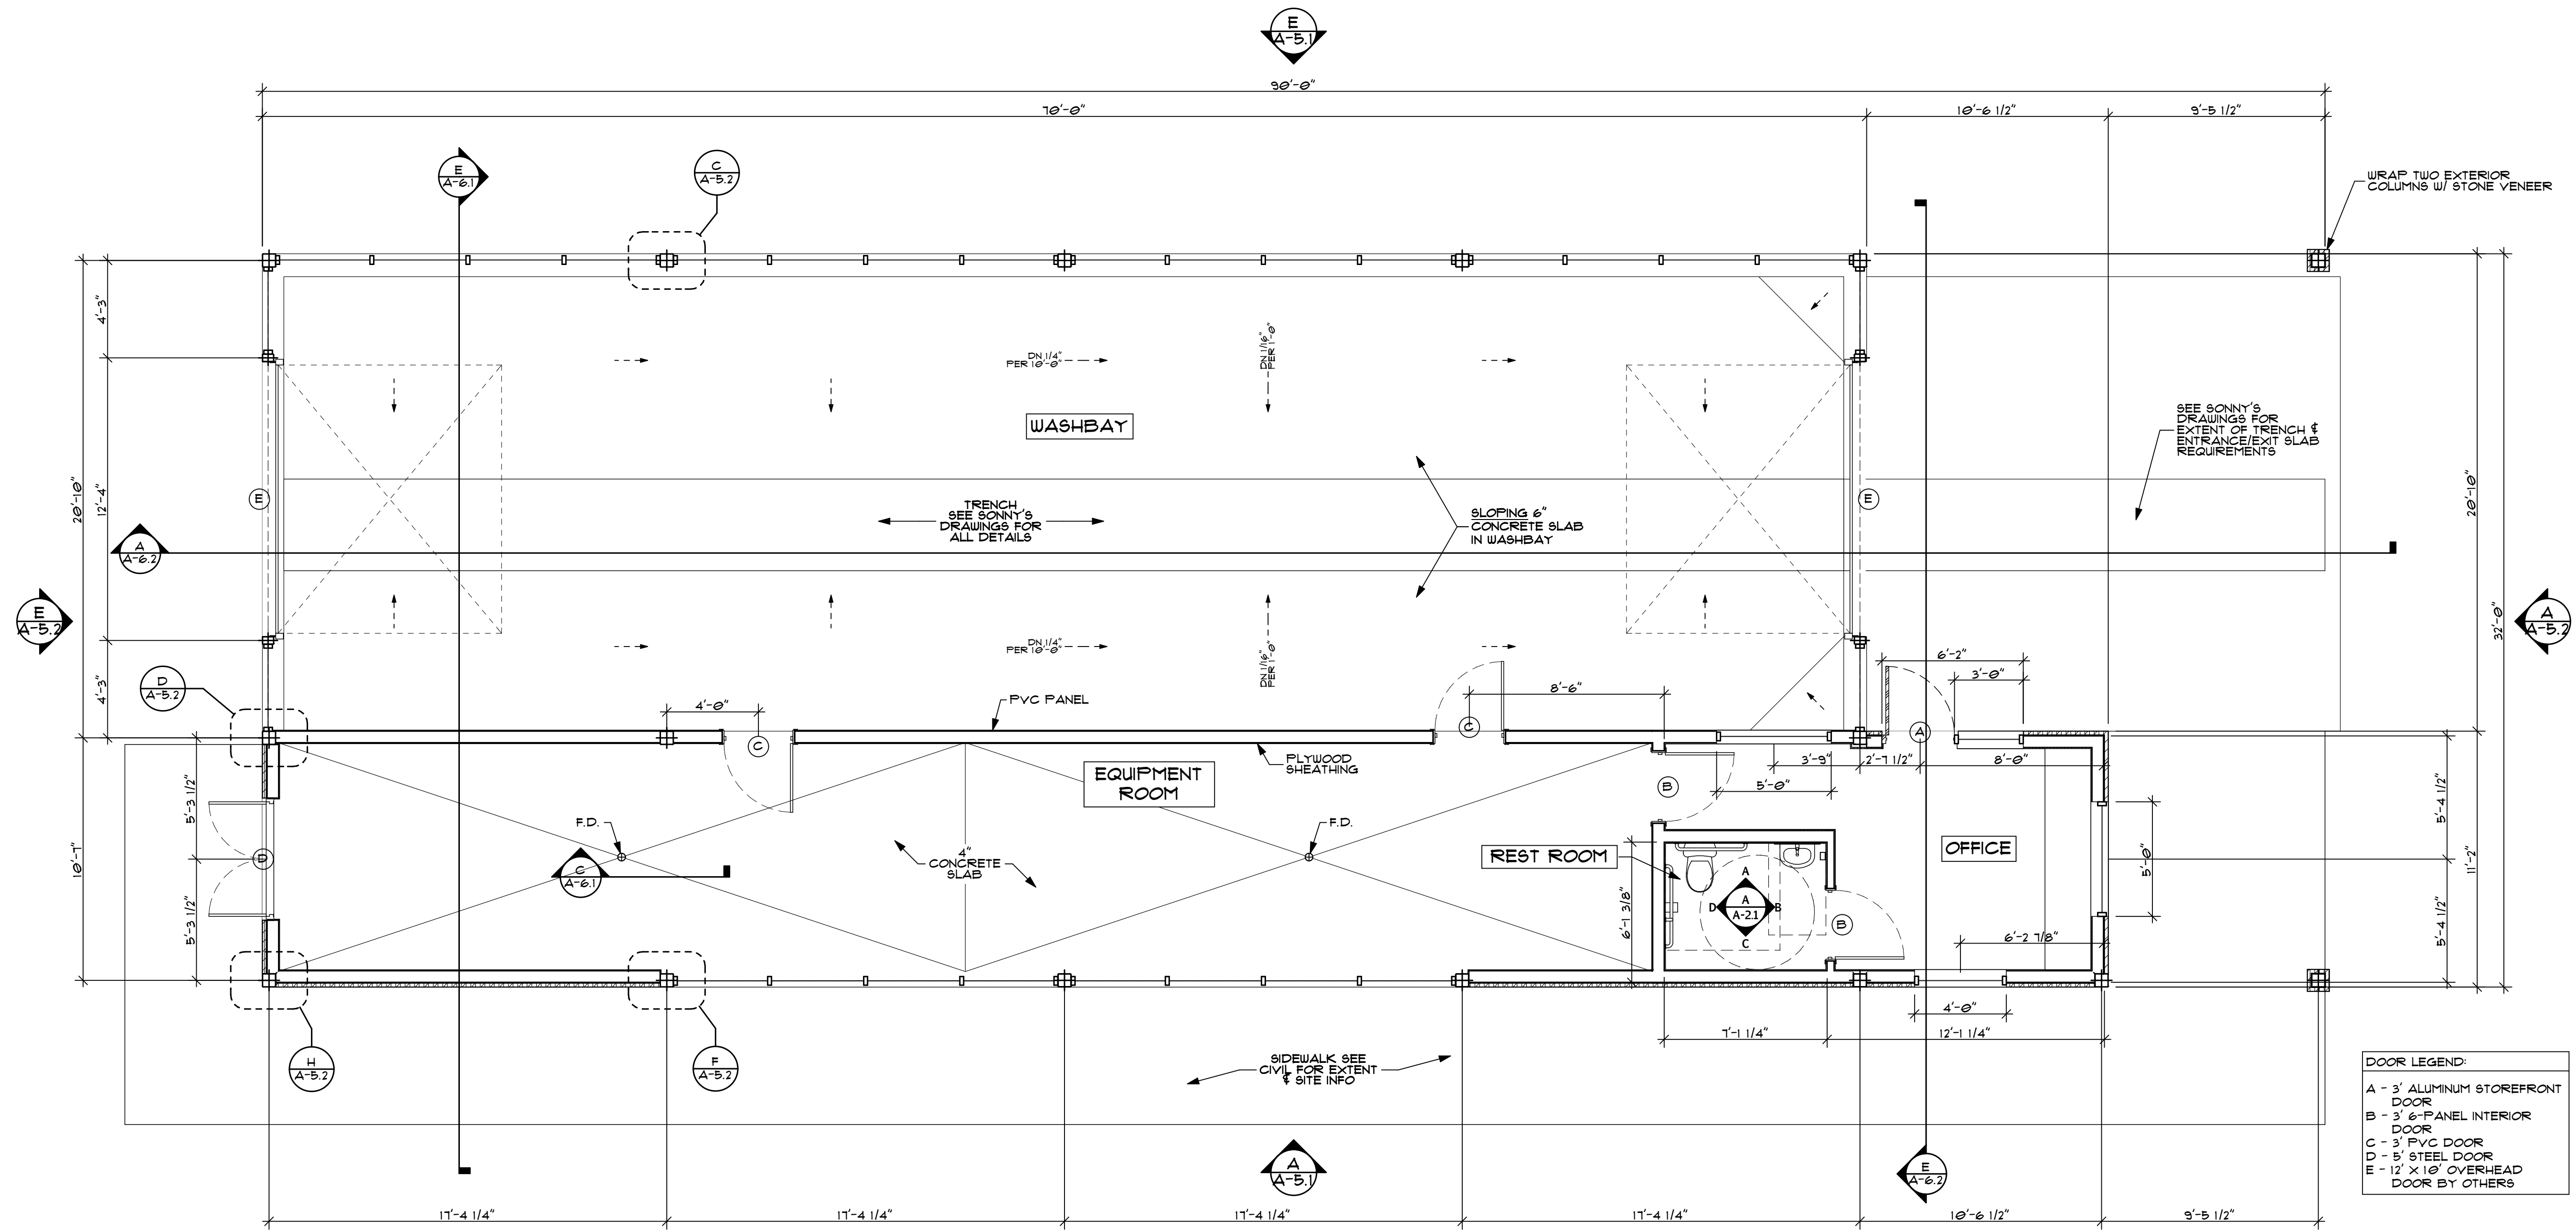 E
A-5.1
90'-0"
70'-0"
10'-6 1/2"
9'-5 1/2"
E
A-6.1
C
A-5.2
WRAP TWO EXTERIOR
COLUMNS W/ STONE VENEER
4'-3"
12'-4"
4'-3"
20'-10"
DN 1/4"
PER 10'-0"
DN 1/16"
PER 1'-0"
WASHBAY
SEE SONNY'S
DRAWINGS FOR
EXTENT OF TRENCH &
ENTRANCE/EXIT SLAB
REQUIREMENTS
20'-10"
32'-0"
E
E
TRENCH
SEE SONNY'S
DRAWINGS FOR
ALL DETAILS
SLOPING 6"
CONCRETE SLAB
IN WASHBAY
A
A-6.2
E
A-5.2
A
A-5.2
DN 1/4"
PER 10'-0"
DN 1/16"
PER 1'-0"
D
A-5.2
6'-2"
3'-0"
8'-6"
4'-0"
PVC PANEL
C
C
A
PLYWOOD
SHEATHING
3'-9"
2'-7 1/2"
8'-0"
5'-0"
EQUIPMENT
ROOM
B
F.D.
F.D.
5'-3 1/2"
5'-3 1/2"
10'-7"
D
C
A-6.1
4"
CONCRETE
SLAB
REST ROOM
OFFICE
6'-1 3/8"
A
D
A
A-2.1
B
C
B
5'-0"
5'-4 1/2"
5'-4 1/2"
11'-2"
6'-2 7/8"
4'-0"
7'-1 1/4"
12'-1 1/4"
H
A-5.2
F
A-5.2
SIDEWALK SEE
CIVIL FOR EXTENT
& SITE INFO
DOOR LEGEND:
A - 3' ALUMINUM STOREFRONT
DOOR
B - 3' 6-PANEL INTERIOR
DOOR
C - 3' PVC DOOR
D - 5' STEEL DOOR
E - 12' X 10' OVERHEAD
DOOR BY OTHERS
A
A-5.1
E
A-6.2
17'-4 1/4"
17'-4 1/4"
17'-4 1/4"
17'-4 1/4"
10'-6 1/2"
9'-5 1/2"